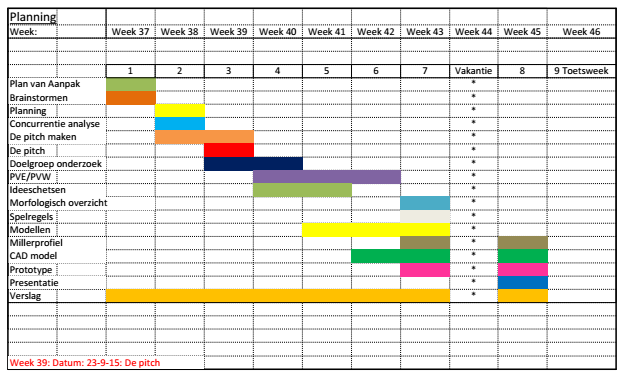 Planning
Week: Week 37 Week 38 Week 39 Week 40 Week 41 Week 42 Week 43 Week 44 Week 45 Week 46
1 2 3 4 5 6 7 Vakantie 8 9 Toetsweek
Plan van Aanpak *
Brainstormen *
Planning *
Concurrentie analyse *
De pitch maken *
De pitch *
Doelgroep onderzoek *
PVE/PVW *
Ideeschetsen *
Morfologisch overzicht *
Spelregels *
Modellen *
Millerprofiel *
CAD model *
Prototype *
Presentatie *
Verslag *
Week 39: Datum: 23-9-15: De pitch